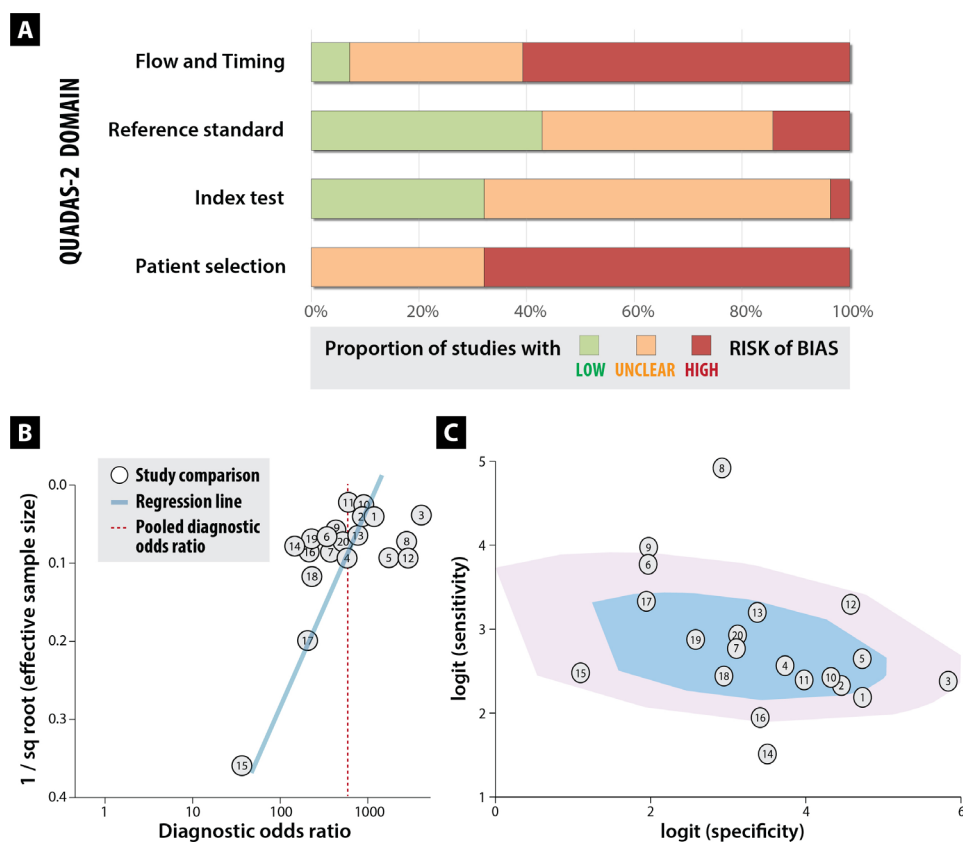 A
QUADAS-2 DOMAIN
Flow and Timing
Reference standard
Index test
Patient selection
0% 20% 40% 60% 80% 100%
Proportion of studies with LOW UNCLEAR HIGH RISK of BIAS
B
Study comparison
Regression line
Pooled diagnostic
odds ratio
1 / sq root (effective sample size)
0.0
0.1
0.2
0.3
0.4
11 10 3
2 1
9
19 6 20 13 8
14 16 7 4 5 12
18
17
15
1 10 100 1000
Diagnostic odds ratio
C
logit (sensitivity)
5
4
3
2
1
8
9
6
17 13 12
19 20
7 4 5
15 18 11 10 2 3
16 1
14
0 2 4 6
logit (specificity)